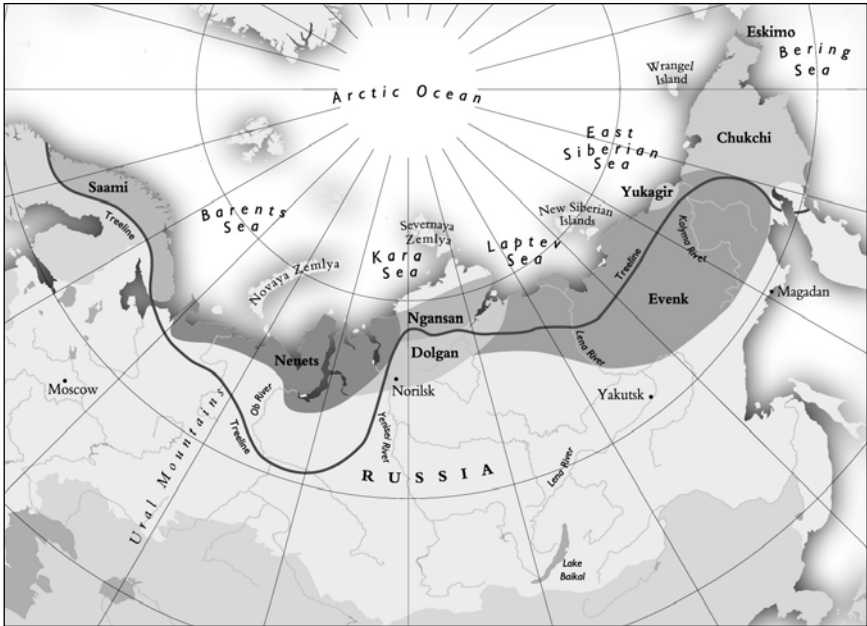 Eskimo
Bering
Sea
Wrangel
Island
Arctic Ocean
East
Siberian
Sea
Chukchi
Saami
Yukagir
Treeline
Barents
Sea
Severnaya
Zemlya
New Siberian
Islands
Kolyma River
Kara
Sea
Laptev
Sea
Treeline
Novaya Zemlya
Magadan
Evenk
Ngansan
Lena River
Nenets
Dolgan
Moscow
Norilsk
Yakutsk
Ob River
Treeline
Yenisei River
Ural Mountains
RUSSIA
Lena River
Lake
Baikal